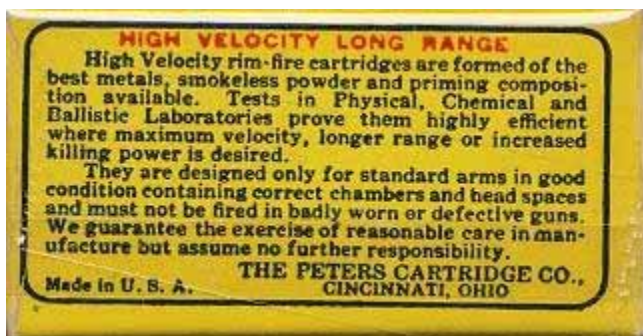 HIGH VELOCITY LONG RANGE
High Velocity rim-fire cartridges are formed of the
best metals, smokeless powder and priming composi-
tion available. Tests in Physical, Chemical and
Ballistic Laboratories prove them highly efficient
where maximum velocity, longer range or increased
killing power is desired.
They are designed only for standard arms in good
condition containing correct chambers and head spaces
and must not be fired in badly worn or defective guns.
We guarantee the exercise of reasonable care in man-
ufacture but assume no further responsibility.
THE PETERS CARTRIDGE CO.,
Made in U. S. A. CINCINNATI, OHIO